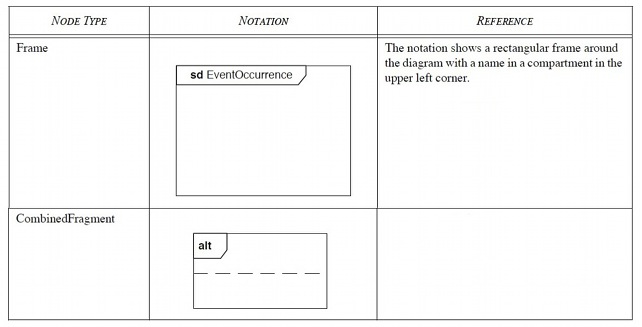 NODE TYPE
NOTATION
REFERENCE
Frame
sd EventOccurrence
The notation shows a rectangular frame around
the diagram with a name in a compartment in the
upper left corner.
CombinedFragment
alt